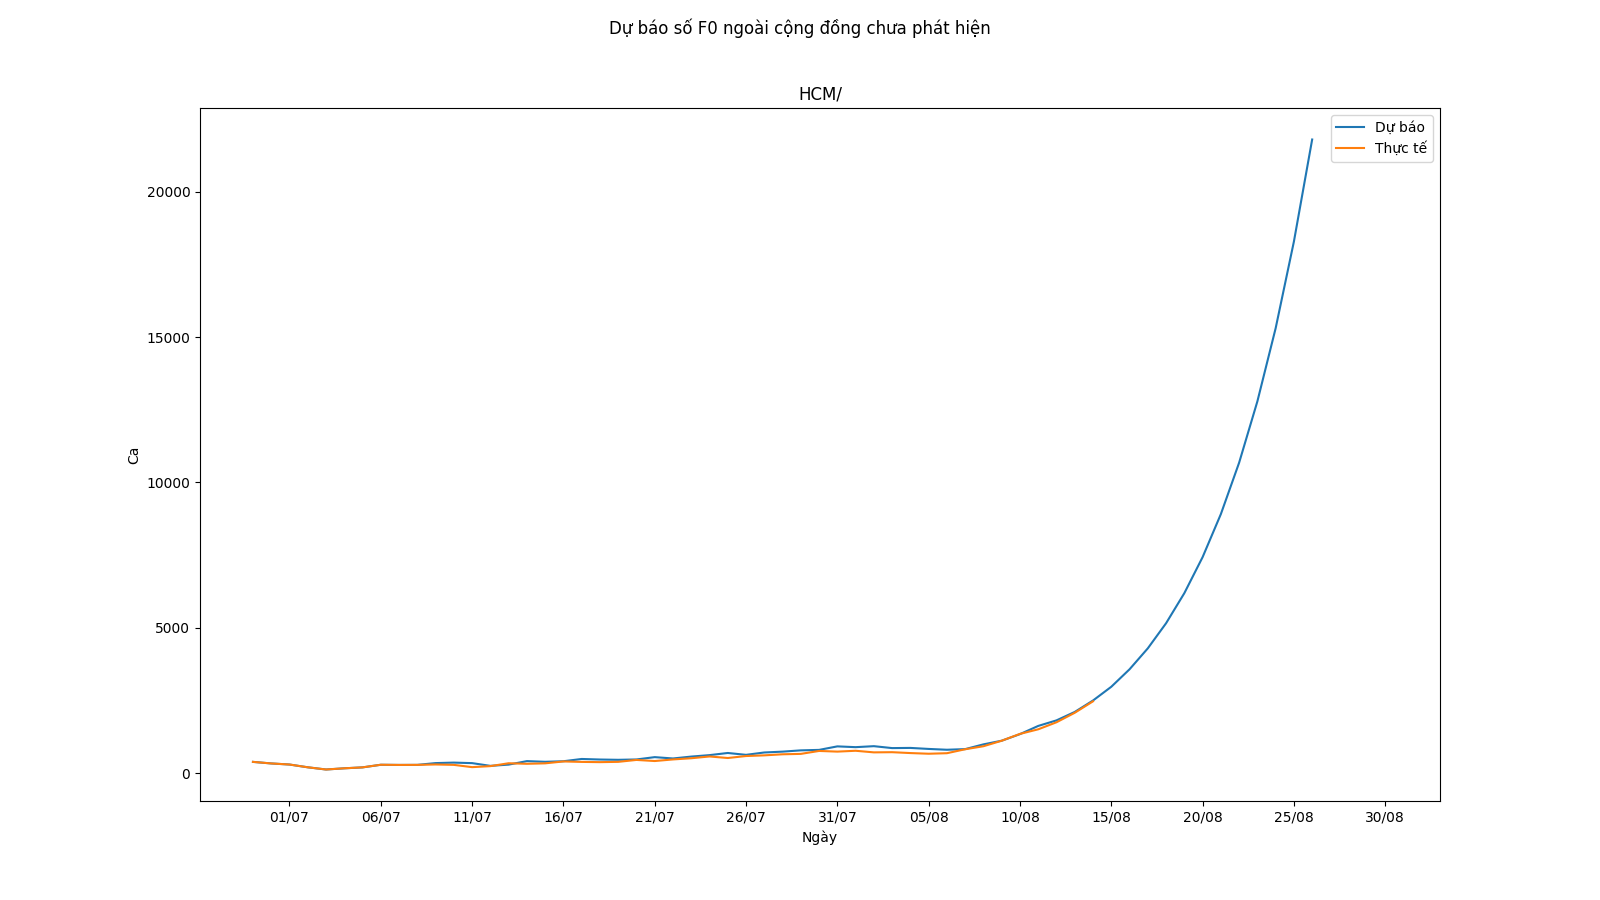 Dự báo số F0 ngoài cộng đồng chưa phát hiện
HCM/
Dự báo
Thực tế
20000
15000
10000
5000
0
Ca
01/07 06/07 11/07 16/07 21/07 26/07 31/07 05/08 10/08 15/08 20/08 25/08 30/08
Ngày